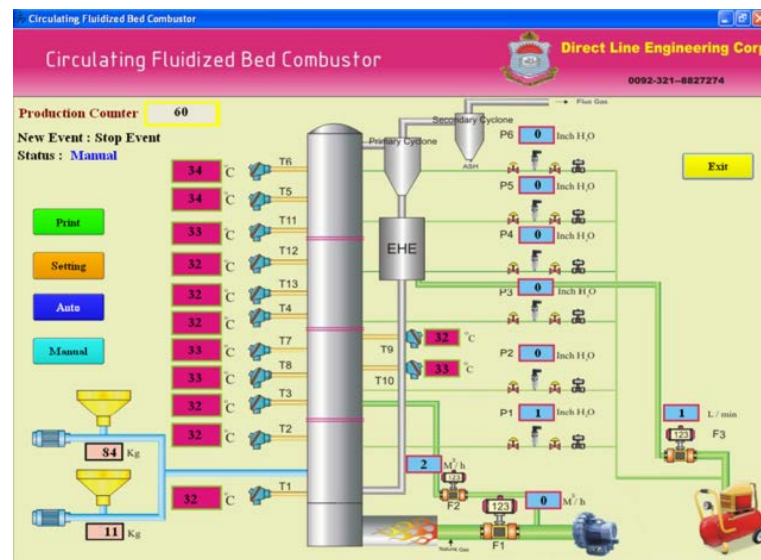 Circulating Fluidized Bed Combustor
Circulating Fluidized Bed Combustor
Direct Line Engineering Corp
0092-321--8827274
Production Counter 60
New Event : Stop Event
Status : Manual
Exit
Print
Setting
Auto
Manual
34 °C T6
34 °C T5
33 °C T11
32 °C T12
32 °C T13
32 °C T4
33 °C T7
33 °C T8
32 °C T3
32 °C T2
32 °C T1
84 Kg
11 Kg
Primary Cyclone
Secondary Cyclone
Flue Gas
ASH
EHE
T9 32 °C
T10 33 °C
P6 0 Inch H₂O
P5 0 Inch H₂O
P4 0 Inch H₂O
P3 0 Inch H₂O
P2 0 Inch H₂O
P1 1 Inch H₂O
1 L / min
123 F3
2 M³/ h
123
F2
0 M³/ h
123
F1